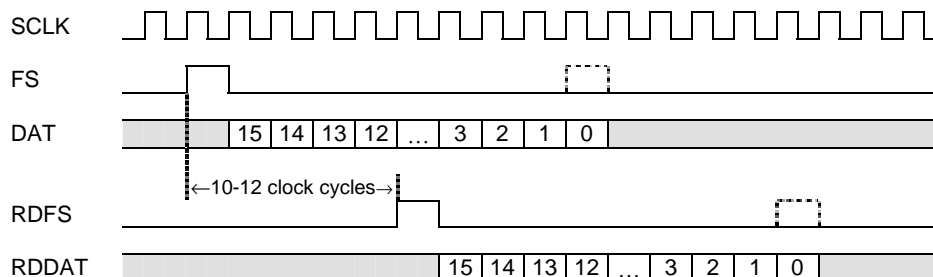 SCLK
FS
DAT 15 14 13 12 ... 3 2 1 0
←10-12 clock cycles→
RDFS
RDDAT 15 14 13 12 ... 3 2 1 0